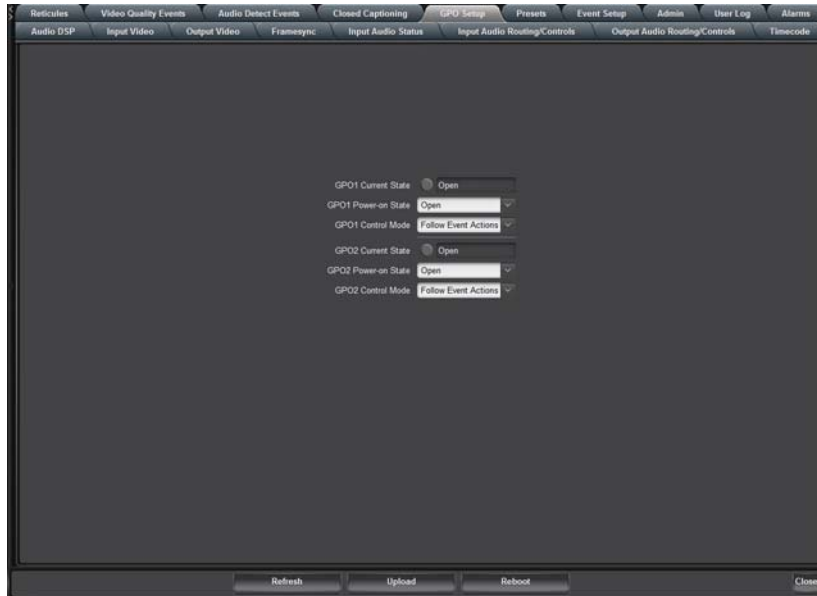 Reticules Video Quality Events Audio Detect Events Closed Captioning GPO Setup Presets Event Setup Admin User Log Alarms
Audio DSP Input Video Output Video Framesync Input Audio Status Input Audio Routing/Controls Output Audio Routing/Controls Timecode
GPO1 Current State Open
GPO1 Power-on State Open
GPO1 Control Mode Follow Event Actions
GPO2 Current State Open
GPO2 Power-on State Open
GPO2 Control Mode Follow Event Actions
Refresh Upload Reboot Close